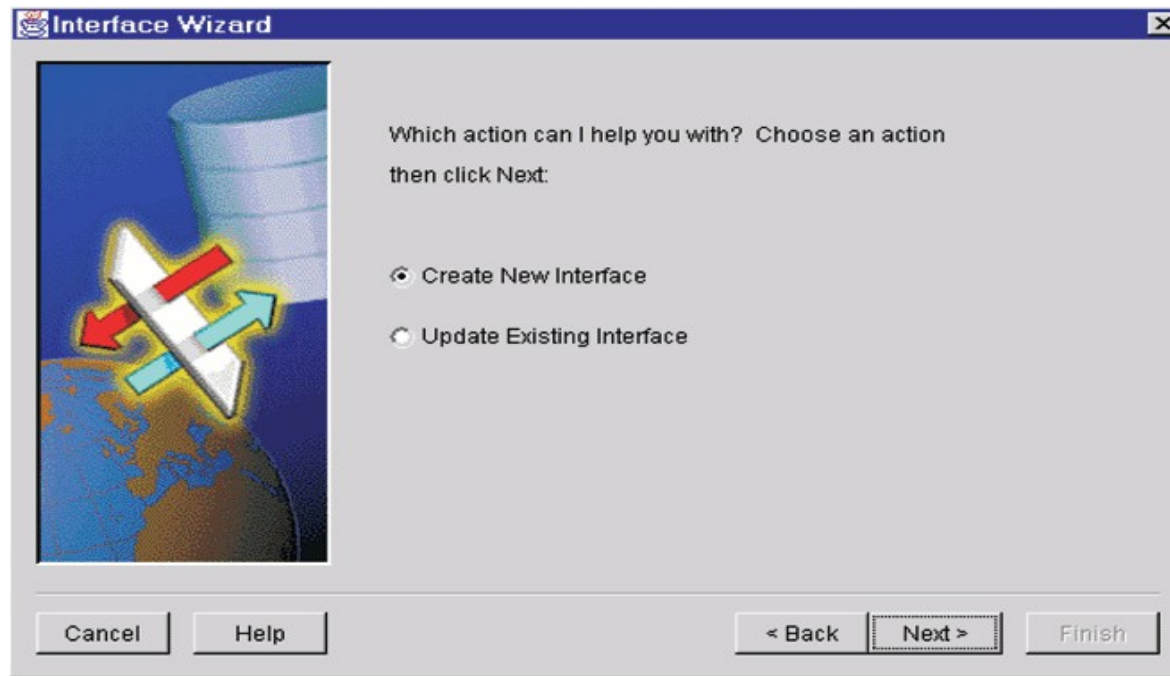 Interface Wizard
Which action can I help you with? Choose an action
then click Next:
Create New Interface
Update Existing Interface
Cancel Help < Back Next > Finish